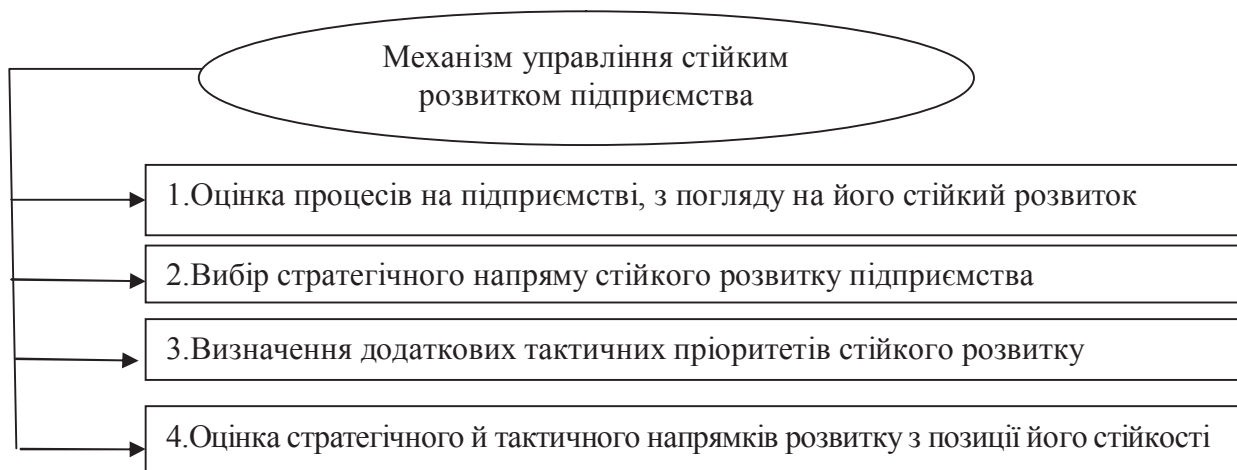 Механізм управління стійким
розвитком підприємства
1.Оцінка процесів на підприємстві, з погляду на його стійкий розвиток
2.Вибір стратегічного напряму стійкого розвитку підприємства
3.Визначення додаткових тактичних пріоритетів стійкого розвитку
4.Оцінка стратегічного й тактичного напрямків розвитку з позиції його стійкості